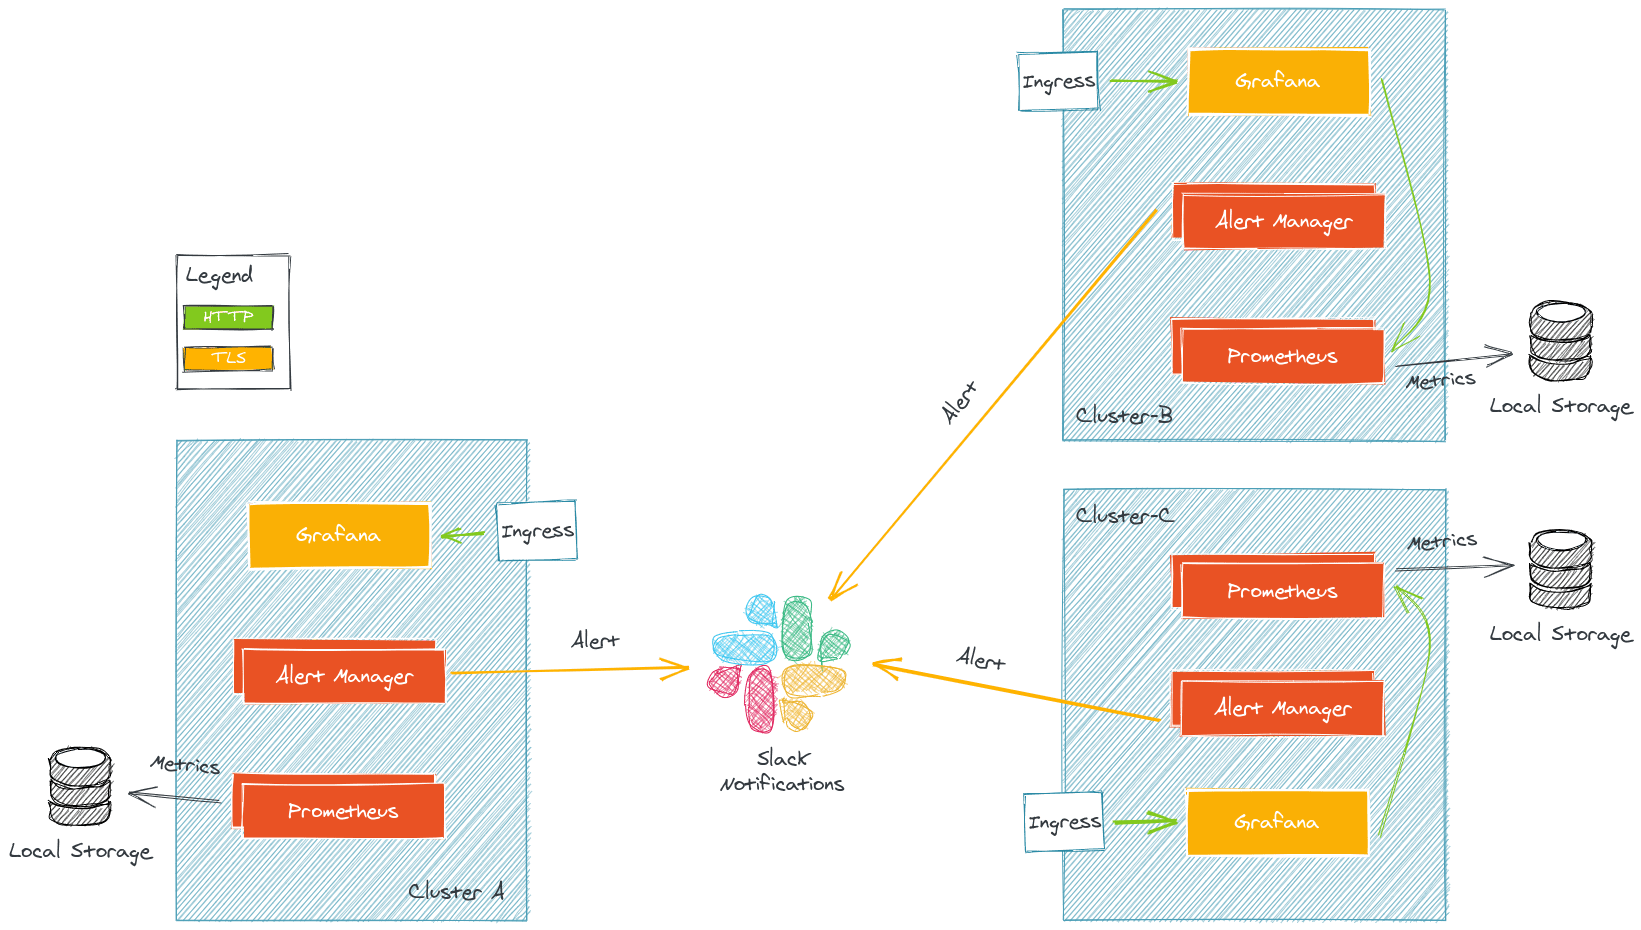 Legend
HTTP
TLS
Grafana
Ingress
Alert Manager
Prometheus
Metrics
Local Storage
Cluster A
Alert
Slack
Notifications
Alert
Alert
Ingress
Grafana
Alert Manager
Prometheus
Metrics
Local Storage
Cluster-B
Cluster-C
Prometheus
Metrics
Local Storage
Alert Manager
Ingress
Grafana